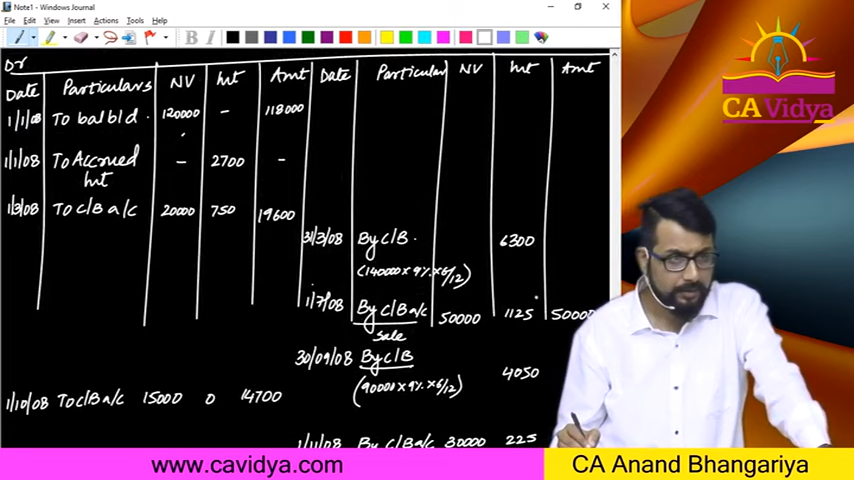 Note1 - Windows Journal
File Edit View Insert Actions Tools Help
Dr
Date Particulars NV Int Amt Date Particular NV Int Amt
1/1/08 To bal b/d . 120000 - 118000
1/1/08 To Accrued Int - 2700 -
1/3/08 To C/B a/c 20000 750 19600
31/3/08 By C/B. 6300
(140000 x 9% x 6/12)
1/7/08 By C/B a/c 50000 1125 50000
Sale
30/09/08 By C/B 4050
(90000 x 9% x 6/12)
1/10/08 To C/B a/c 15000 0 14700
1/11/08 By C/B a/c 30000 225
CA Vidya
www.cavidya.com
CA Anand Bhangariya